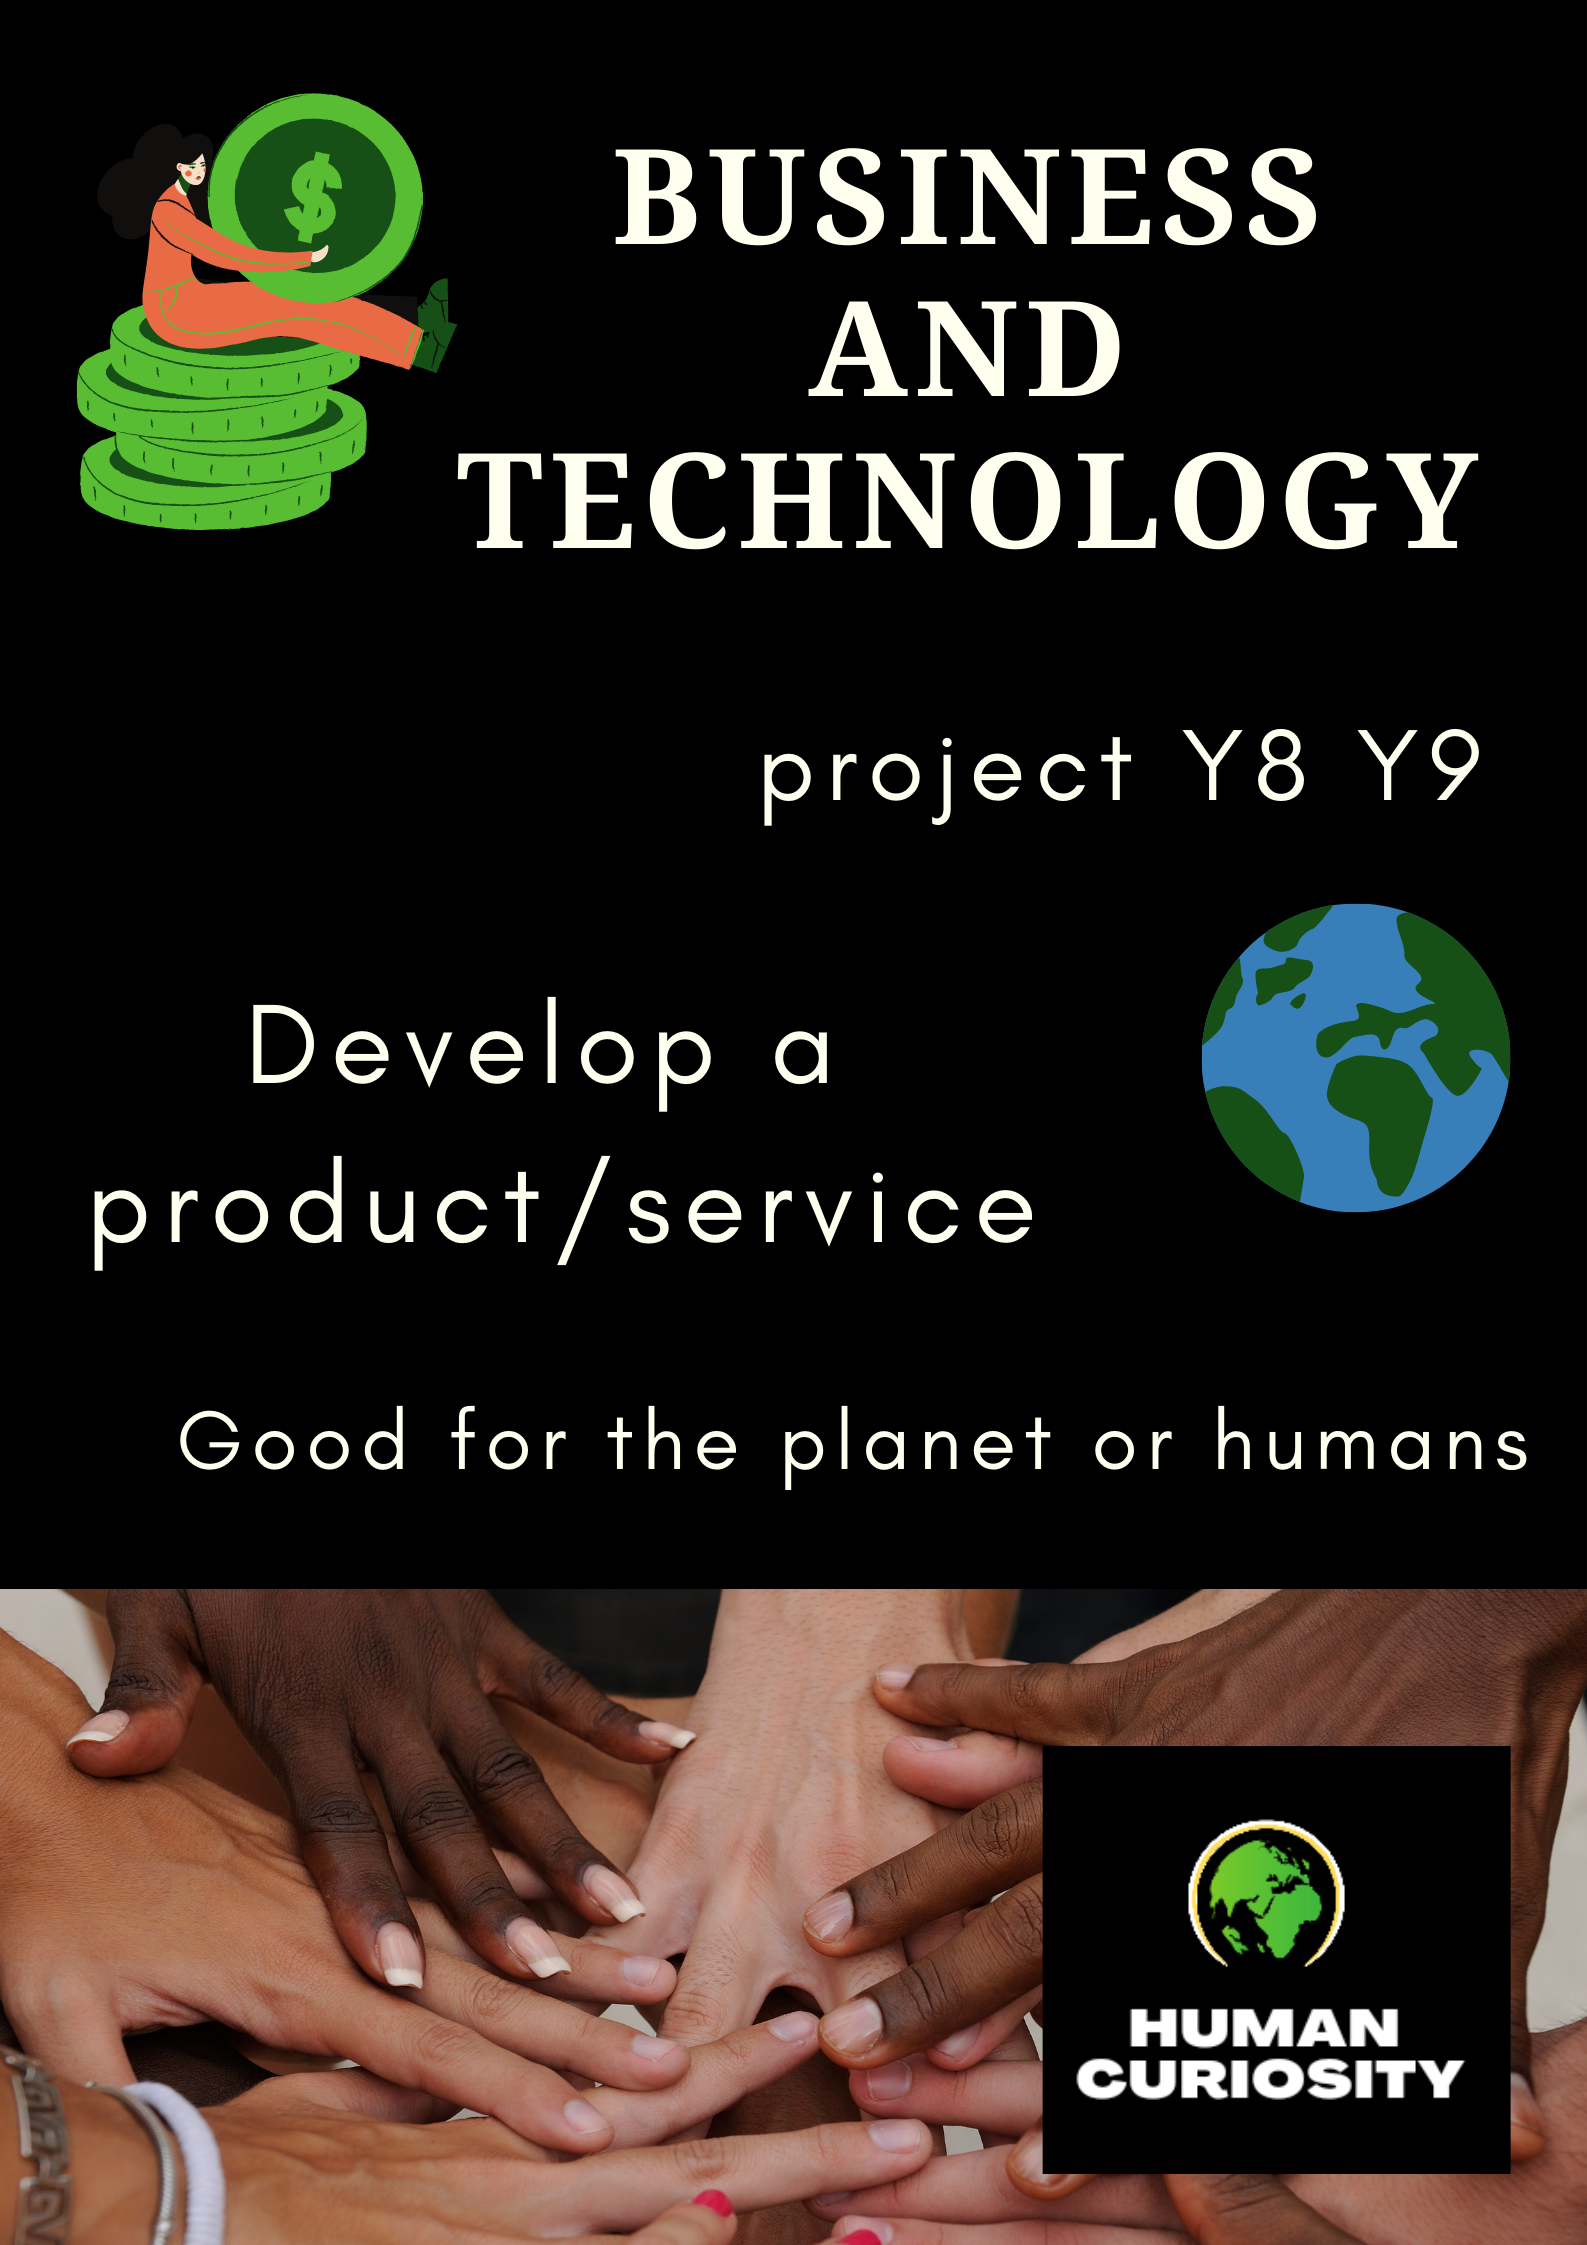 BUSINESS
AND
TECHNOLOGY
project Y8 Y9
Develop a
product/service
Good for the planet or humans
$
HUMAN
CURIOSITY